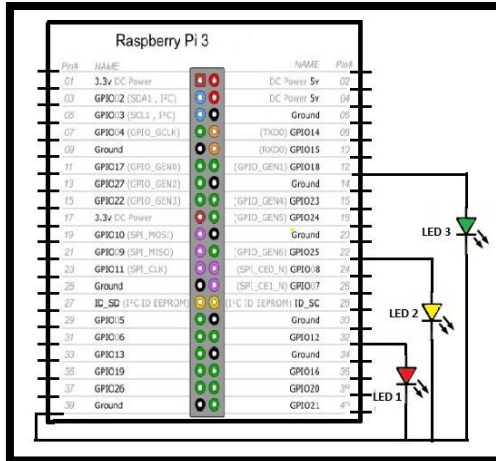 Raspberry Pi 3
Pin# NAME NAME Pin#
01 3.3v DC Power DC Power 5v 02
03 GPIO02 (SDA1 , I²C) DC Power 5v 04
05 GPIO03 (SCL1 , I²C) Ground 06
07 GPIO04 (GPIO_GCLK) (TXD0) GPIO14 08
09 Ground (RXD0) GPIO15 10
11 GPIO17 (GPIO_GEN0) (GPIO_GEN1) GPIO18 12
13 GPIO27 (GPIO_GEN2) Ground 14
15 GPIO22 (GPIO_GEN3) (GPIO_GEN4) GPIO23 16
17 3.3v DC Power (GPIO_GEN5) GPIO24 18
19 GPIO10 (SPI_MOSI) Ground 20
21 GPIO09 (SPI_MISO) (GPIO_GEN6) GPIO25 22
23 GPIO11 (SPI_CLK) (SPI_CE0_N) GPIO08 24
25 Ground (SPI_CE1_N) GPIO07 26
27 ID_SD (I²C ID EEPROM) (I²C ID EEPROM) ID_SC 28
29 GPIO05 Ground 30
31 GPIO06 GPIO12 32
33 GPIO13 Ground 34
35 GPIO19 GPIO16 36
37 GPIO26 GPIO20
39 Ground GPIO21 40
LED 3
LED 2
LED 1